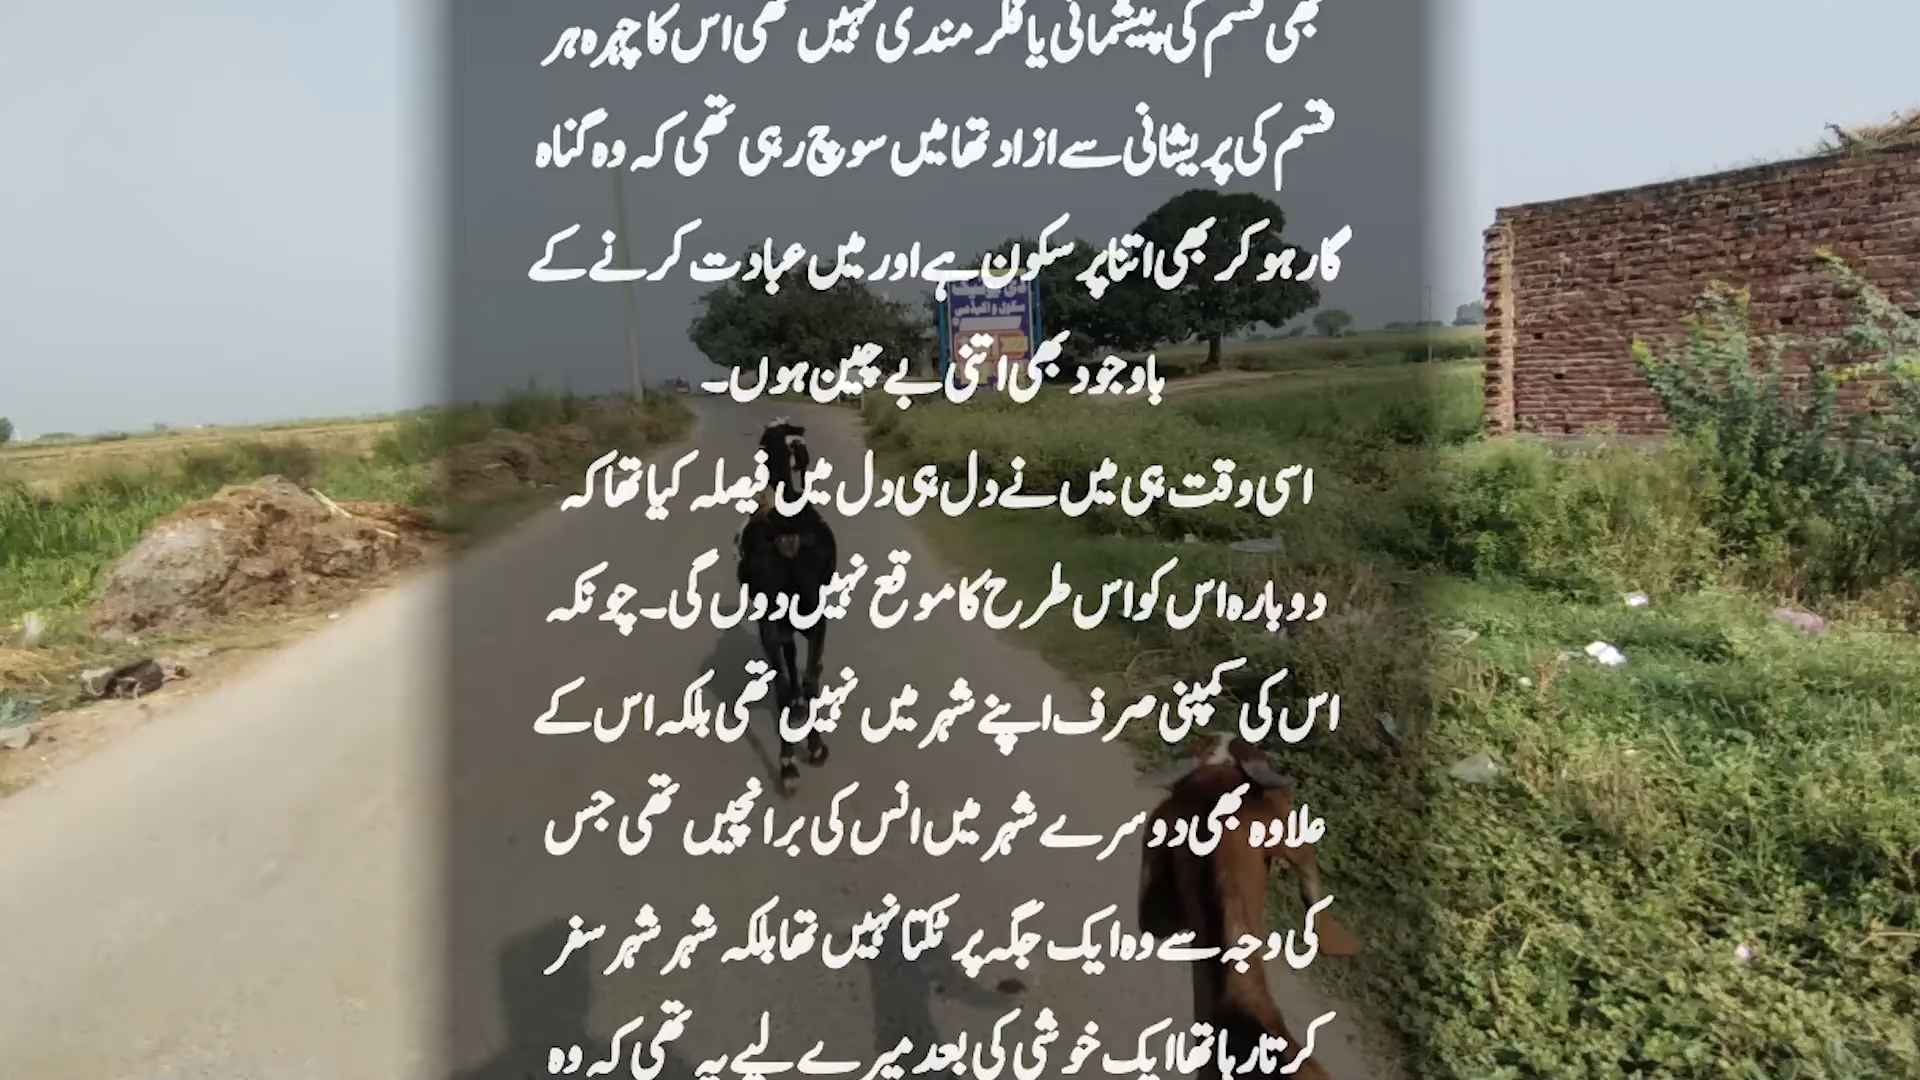 بھی قسم کی پیشمانی یا فکر مندی نہیں تھی اس کا چہرہ ہر
قسم کی پریشانی سے ازاد تھا میں سوچ رہی تھی کہ وہ گناہ
گار ہو کر بھی اتنا پر سکون ہے اور میں عبادت کرنے کے
باوجود بھی اتنی بے چین ہوں۔
اسی وقت ہی میں نے دل ہی دل میں فیصلہ کیا تھا کہ
دوبارہ اس کو اس طرح کا موقع نہیں دوں گی۔ چونکہ
اس کی کمپنی صرف اپنے شہر میں نہیں تھی بلکہ اس کے
علاوہ بھی دوسرے شہر میں انس کی برانچیں تھی جس
کی وجہ سے وہ ایک جگہ پر ٹکتا نہیں تھا بلکہ شہر شہر سفر
کرتا رہا تھا ایک خوشی کی بعد میرے لیے یہ تھی کہ وہ
سکول و اکیڈمی